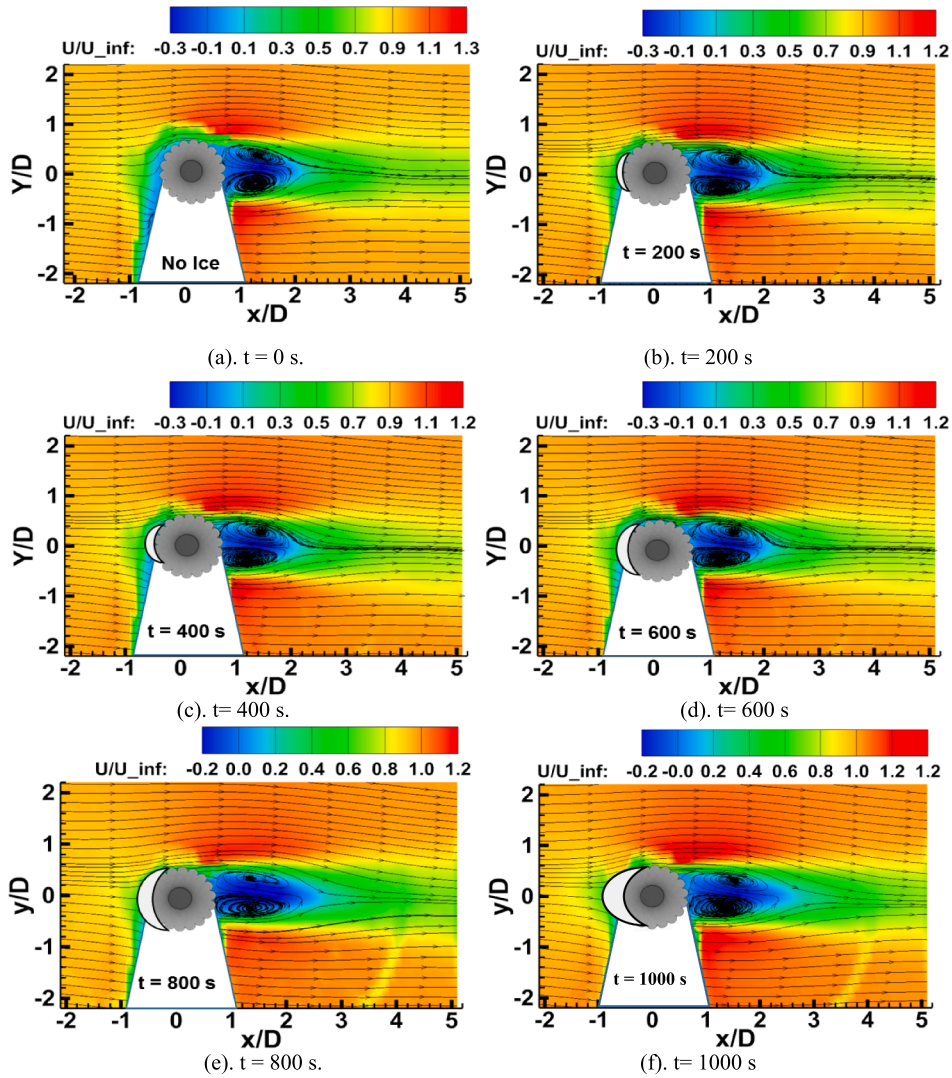 U/U_inf: -0.3 -0.1 0.1 0.3 0.5 0.7 0.9 1.1 1.3
2
1
0
-1
-2
Y/D
No Ice
-2 -1 0 1 2 3 4 5
x/D
(a). t = 0 s.
U/U_inf: -0.3 -0.1 0.1 0.3 0.5 0.7 0.9 1.1 1.2
2
1
0
-1
-2
Y/D
t = 200 s
-2 -1 0 1 2 3 4 5
x/D
(b). t= 200 s
U/U_inf: -0.3 -0.1 0.1 0.3 0.5 0.7 0.9 1.1 1.2
2
1
0
-1
-2
Y/D
t = 400 s
-2 -1 0 1 2 3 4 5
x/D
(c). t= 400 s.
U/U_inf: -0.3 -0.1 0.1 0.3 0.5 0.7 0.9 1.1 1.2
2
1
0
-1
-2
Y/D
t = 600 s
-2 -1 0 1 2 3 4 5
x/D
(d). t= 600 s
U/U_inf: -0.2 0.0 0.2 0.4 0.6 0.8 1.0 1.2
2
1
0
-1
-2
y/D
t = 800 s
-2 -1 0 1 2 3 4 5
x/D
(e). t = 800 s.
U/U_inf: -0.2 -0.0 0.2 0.4 0.6 0.8 1.0 1.2
2
1
0
-1
-2
y/D
t = 1000 s
-2 -1 0 1 2 3 4 5
x/D
(f). t= 1000 s